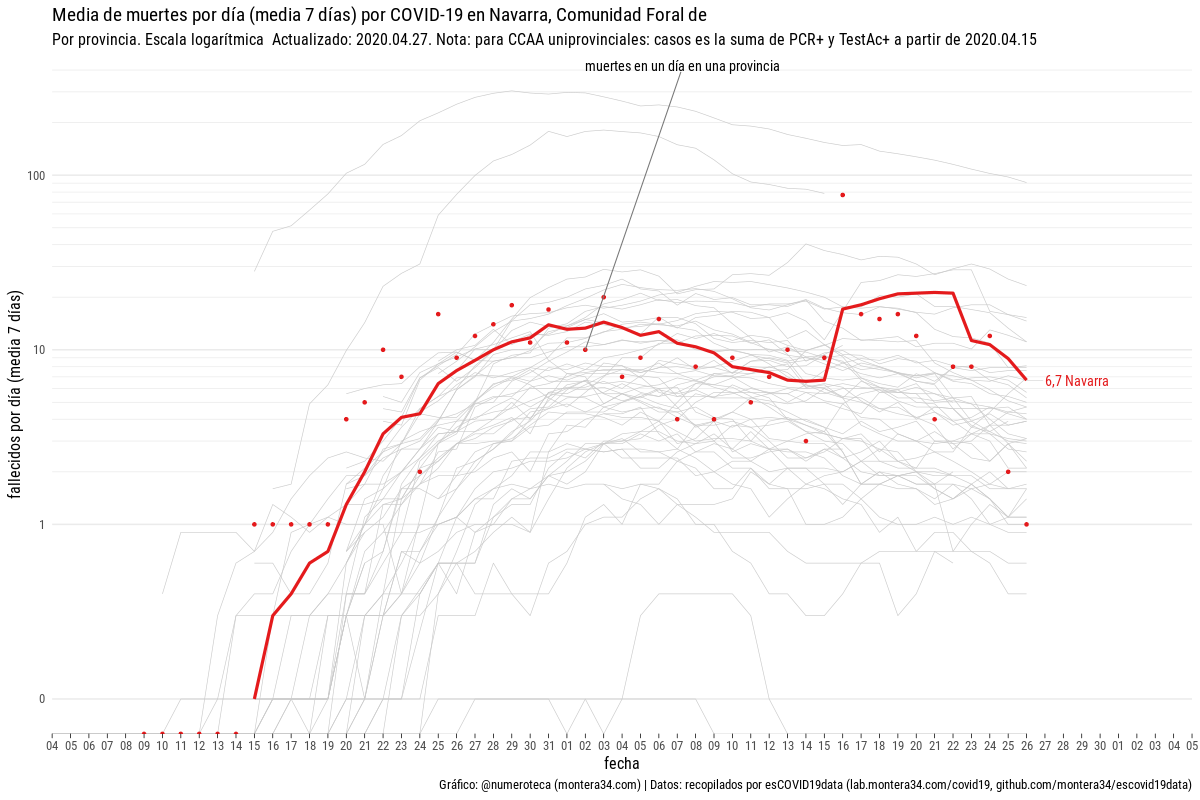 Media de muertes por día (media 7 días) por COVID-19 en Navarra, Comunidad Foral de
Por provincia. Escala logarítmica  Actualizado: 2020.04.27. Nota: para CCAA uniprovinciales: casos es la suma de PCR+ y TestAc+ a partir de 2020.04.15
muertes en un día en una provincia
fallecidos por día (media 7 días)
100
10
1
0
6,7 Navarra
04 05 06 07 08 09 10 11 12 13 14 15 16 17 18 19 20 21 22 23 24 25 26 27 28 29 30 31 01 02 03 04 05 06 07 08 09 10 11 12 13 14 15 16 17 18 19 20 21 22 23 24 25 26 27 28 29 30 01 02 03 04 05
fecha
Gráfico: @numeroteca (montera34.com) | Datos: recopilados por esCOVID19data (lab.montera34.com/covid19, github.com/montera34/escovid19data)